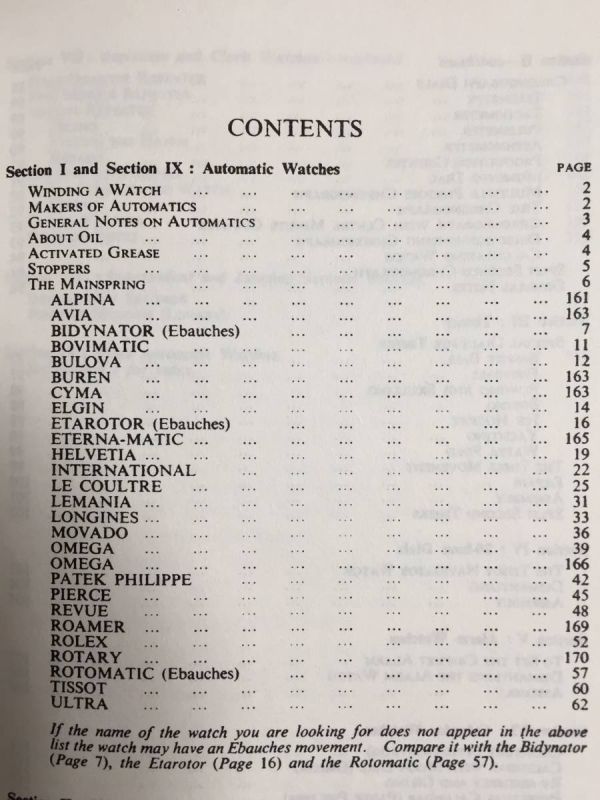 CONTENTS
Section I and Section IX : Automatic Watches PAGE
WINDING A WATCH ... ... ... ... ... ... ... ... 2
MAKERS OF AUTOMATICS ... ... ... ... ... ... ... 2
GENERAL NOTES ON AUTOMATICS ... ... ... ... ... ... 3
ABOUT OIL ... ... ... ... ... ... ... ... ... 4
ACTIVATED GREASE ... ... ... ... ... ... ... ... 4
STOPPERS ... ... ... ... ... ... ... ... ... 5
THE MAINSPRING ... ... ... ... ... ... ... ... 6
ALPINA ... ... ... ... ... ... ... ... ... 161
AVIA ... ... ... ... ... ... ... ... ... 163
BIDYNATOR (Ebauches) ... ... ... ... ... ... ... 7
BOVIMATIC ... ... ... ... ... ... ... ... 11
BULOVA ... ... ... ... ... ... ... ... ... 12
BUREN ... ... ... ... ... ... ... ... ... 163
CYMA ... ... ... ... ... ... ... ... ... 163
ELGIN ... ... ... ... ... ... ... ... ... 14
ETAROTOR (Ebauches) ... ... ... ... ... ... ... 16
ETERNA-MATIC ... ... ... ... ... ... ... ... 165
HELVETIA ... ... ... ... ... ... ... ... ... 19
INTERNATIONAL ... ... ... ... ... ... ... ... 22
LE COULTRE ... ... ... ... ... ... ... ... 25
LEMANIA ... ... ... ... ... ... ... ... ... 31
LONGINES ... ... ... ... ... ... ... ... ... 33
MOVADO ... ... ... ... ... ... ... ... ... 36
OMEGA ... ... ... ... ... ... ... ... ... 39
OMEGA ... ... ... ... ... ... ... ... ... 166
PATEK PHILIPPE ... ... ... ... ... ... ... ... 42
PIERCE ... ... ... ... ... ... ... ... ... 45
REVUE ... ... ... ... ... ... ... ... ... 48
ROAMER ... ... ... ... ... ... ... ... ... 169
ROLEX ... ... ... ... ... ... ... ... ... 52
ROTARY ... ... ... ... ... ... ... ... ... 170
ROTOMATIC (Ebauches) ... ... ... ... ... ... ... 57
TISSOT ... ... ... ... ... ... ... ... ... 60
ULTRA ... ... ... ... ... ... ... ... ... 62
If the name of the watch you are looking for does not appear in the above
list the watch may have an Ebauches movement. Compare it with the Bidynator
(Page 7), the Etarotor (Page 16) and the Rotomatic (Page 57).